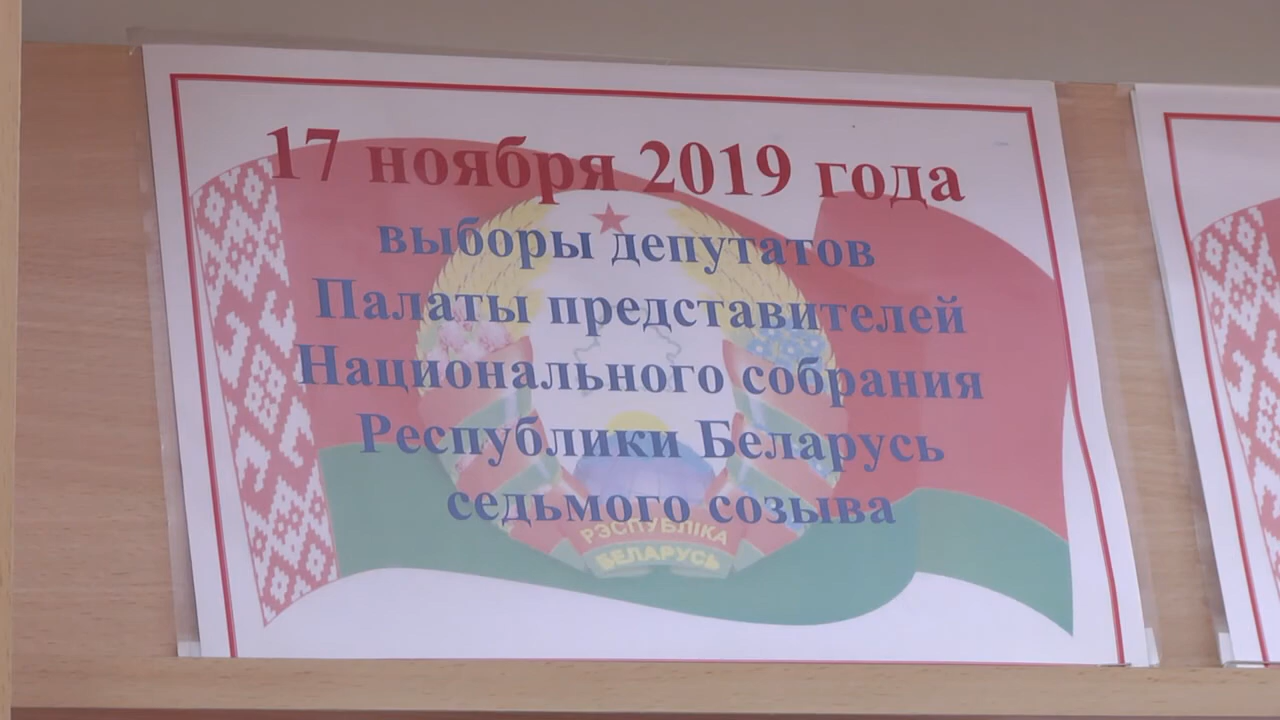 17 ноября 2019 года
выборы депутатов
Палаты представителей
Национального собрания
Республики Беларусь
седьмого созыва
РЭСПУБЛІКА
БЕЛАРУСЬ